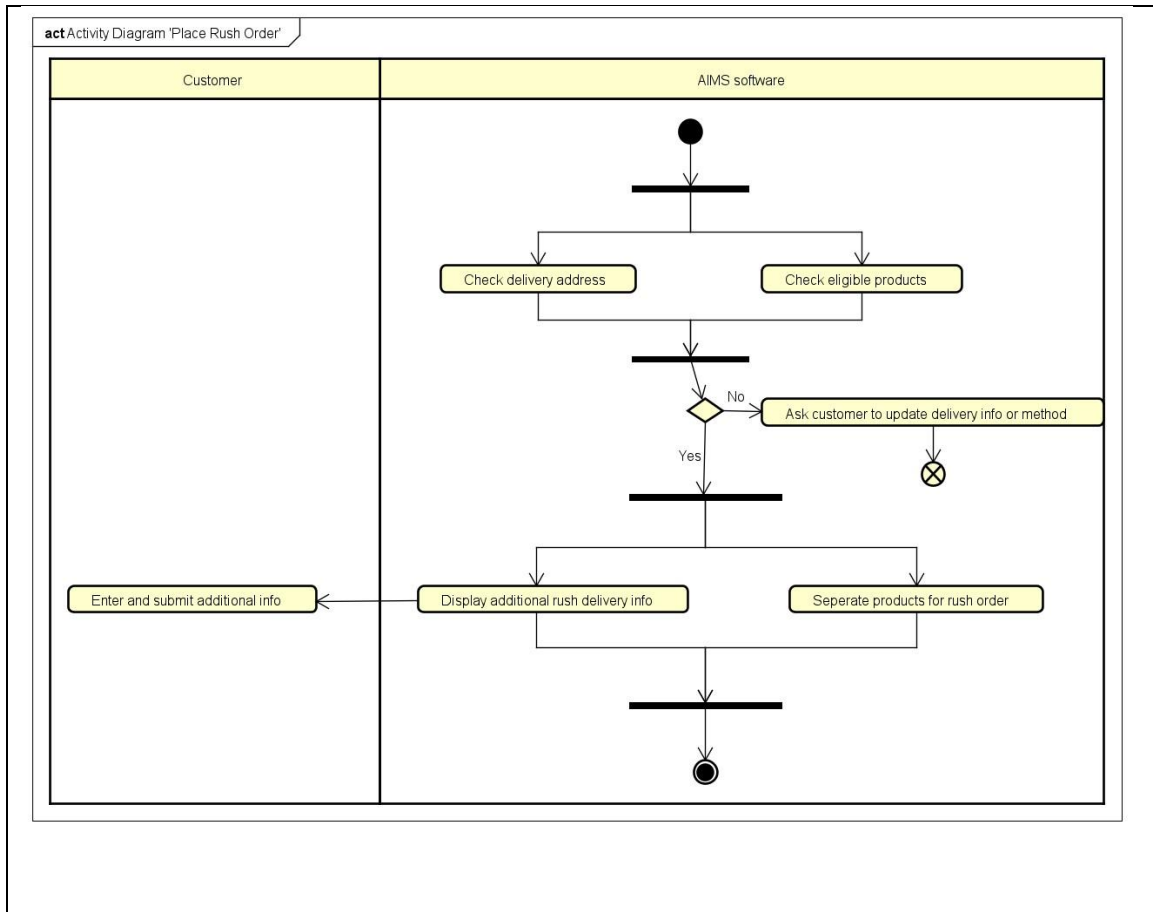 act Activity Diagram 'Place Rush Order'
Customer
AIMS software
Check delivery address
Check eligible products
No
Ask customer to update delivery info or method
Yes
Enter and submit additional info
Display additional rush delivery info
Seperate products for rush order